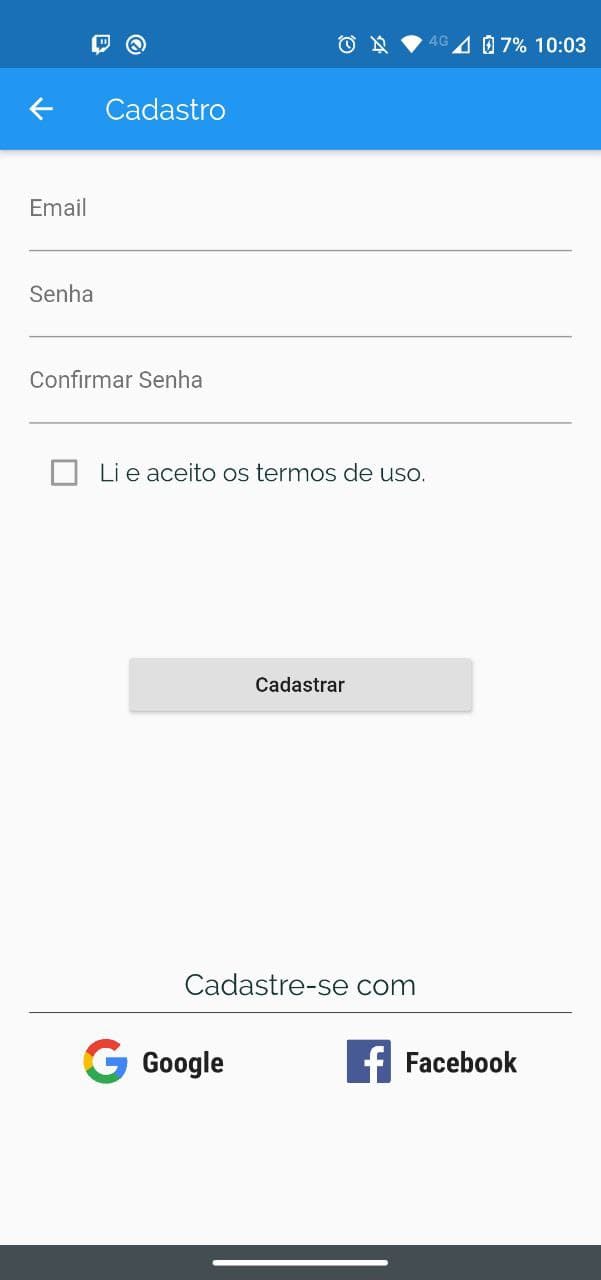 4G 7% 10:03
Cadastro
Email
Senha
Confirmar Senha
Li e aceito os termos de uso.
Cadastrar
Cadastre-se com
Google Facebook